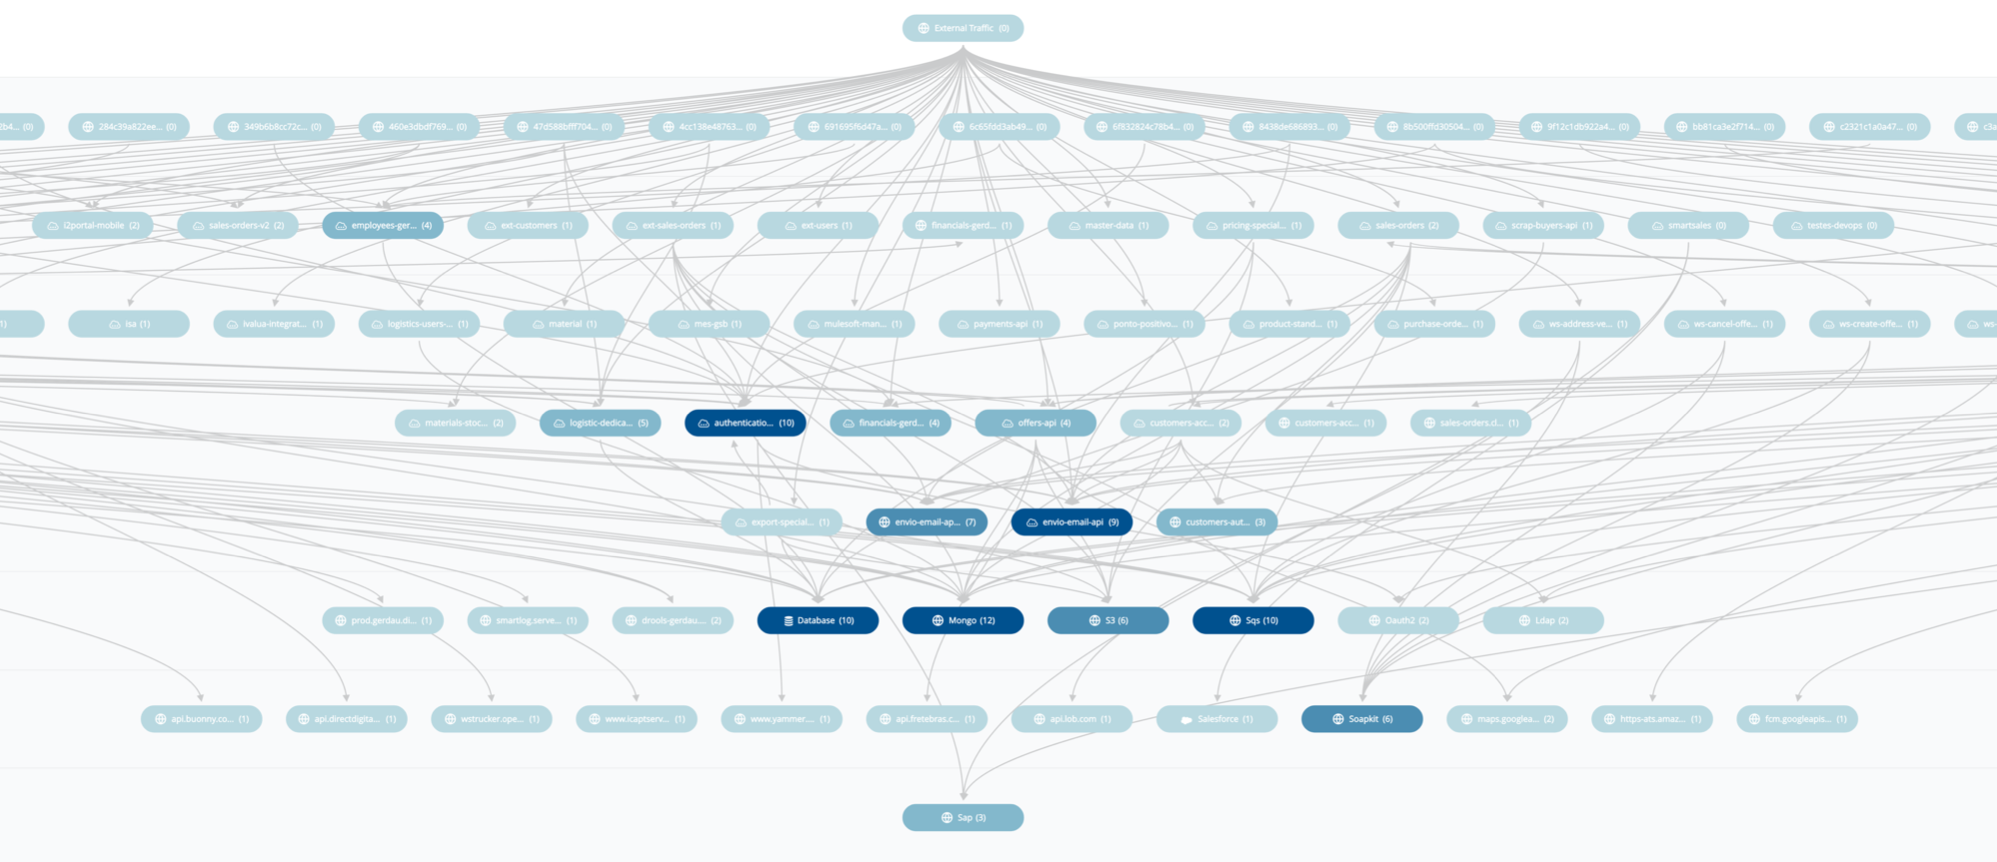 External Traffic (0)
2b4... (0) 284c39a822ee... (0) 349b6b8cc72c... (0) 460e3dbdf769... (0) 47d588bfff704... (0) 4cc138e48763... (0) 691695f6d47a... (0) 6c65fdd3ab49... (0) 6f832824c78b4... (0) 8438de686893... (0) 8b500ffd30504... (0) 9f12c1db922a4... (0) bb81ca3e2f714... (0) c2321c1a0a47... (0) c3a
i2portal-mobile (2) sales-orders-v2 (2) employees-ger... (4) ext-customers (1) ext-sales-orders (1) ext-users (1) financials-gerd... (1) master-data (1) pricing-special... (1) sales-orders (2) scrap-buyers-api (1) smartsales (0) testes-devops (0)
1) isa (1) ivalua-integrat... (1) logistics-users-... (1) material (1) mes-gsb (1) mulesoft-man... (1) payments-api (1) ponto-positivo... (1) product-stand... (1) purchase-orde... (1) ws-address-ve... (1) ws-cancel-offe... (1) ws-create-offe... (1) ws-
materials-stoc... (2) logistic-dedica... (5) authenticatio... (10) financials-gerd... (4) offers-api (4) customers-acc... (2) customers-acc... (1) sales-orders.cl... (1)
export-special... (1) envio-email-ap... (7) envio-email-api (9) customers-aut... (3)
prod.gerdau.di... (1) smartlog.serve... (1) drools-gerdau.... (2) Database (10) Mongo (12) S3 (6) Sqs (10) Oauth2 (2) Ldap (2)
api.buonny.co... (1) api.directdigita... (1) wstrucker.ope... (1) www.icaptserv... (1) www.yammer.... (1) api.fretebras.c... (1) api.lob.com (1) Salesforce (1) Soapkit (6) maps.googlea... (2) https-ats.amaz... (1) fcm.googleapis... (1)
Sap (3)